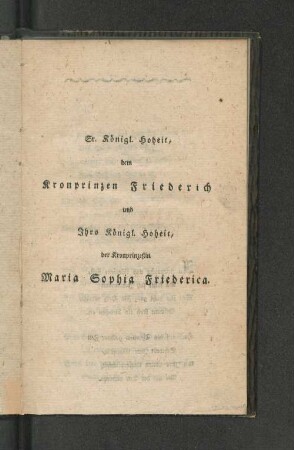 Sr. Königl. Hoheit,
dem
Kronprinzen Friederich
und
Ihro Königl. Hoheit,
der Kronprinzeßin
Maria Sophia Friederica.